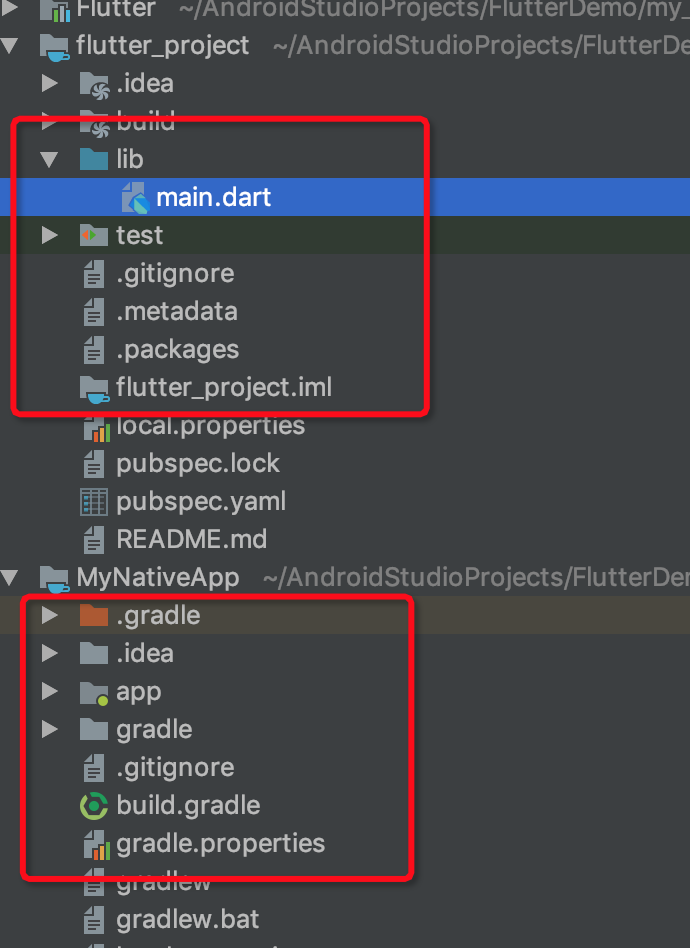 Flutter ~/AndroidStudioProjects/FlutterDemo/my_
flutter_project ~/AndroidStudioProjects/FlutterDe
.idea
build
lib
main.dart
test
.gitignore
.metadata
.packages
flutter_project.iml
local.properties
pubspec.lock
pubspec.yaml
README.md
MyNativeApp ~/AndroidStudioProjects/FlutterDem
.gradle
.idea
app
gradle
.gitignore
build.gradle
gradle.properties
gradlew
gradlew.bat